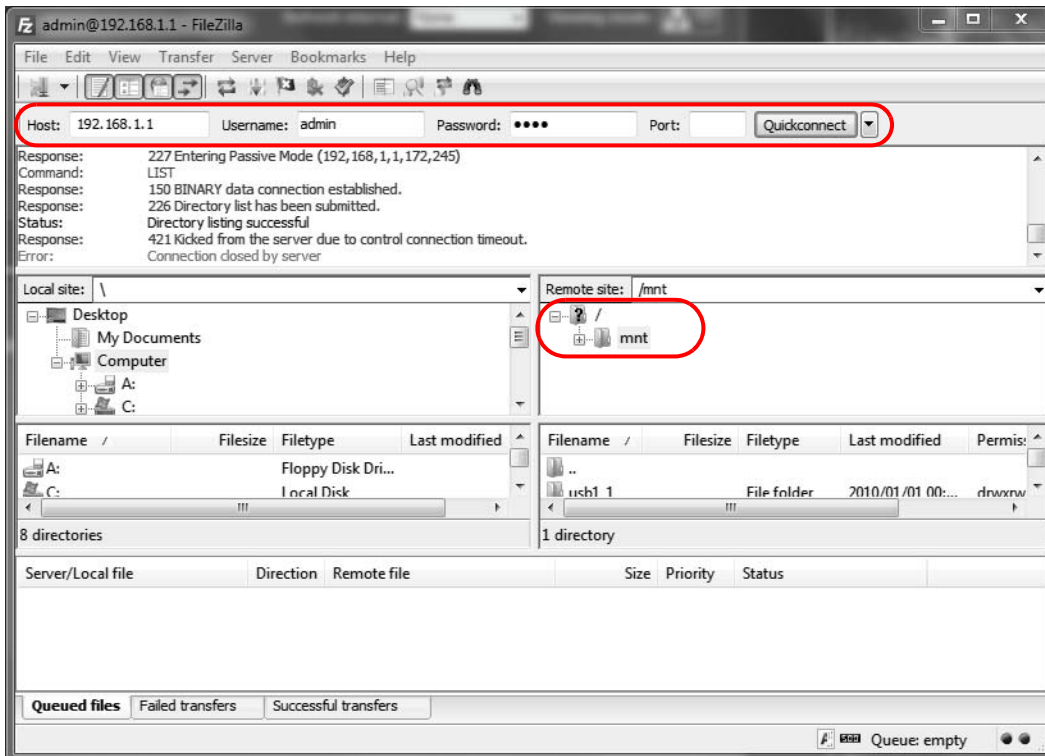 admin@192.168.1.1 - FileZilla
File Edit View Transfer Server Bookmarks Help
Host: 192.168.1.1 Username: admin Password: •••• Port: Quickconnect
Response: 227 Entering Passive Mode (192,168,1,1,172,245)
Command: LIST
Response: 150 BINARY data connection established.
Response: 226 Directory list has been submitted.
Status: Directory listing successful
Response: 421 Kicked from the server due to control connection timeout.
Error: Connection closed by server
Local site: \ Remote site: /mnt
Desktop
My Documents
Computer
A:
C:
/
mnt
Filename / Filesize Filetype Last modified
A: Floppy Disk Dri...
C: Local Disk
8 directories
Filename / Filesize Filetype Last modified Permis:
..
usb1_1 File folder 2010/01/01 00:... drwxrw
1 directory
Server/Local file Direction Remote file Size Priority Status
Queued files Failed transfers Successful transfers
Queue: empty